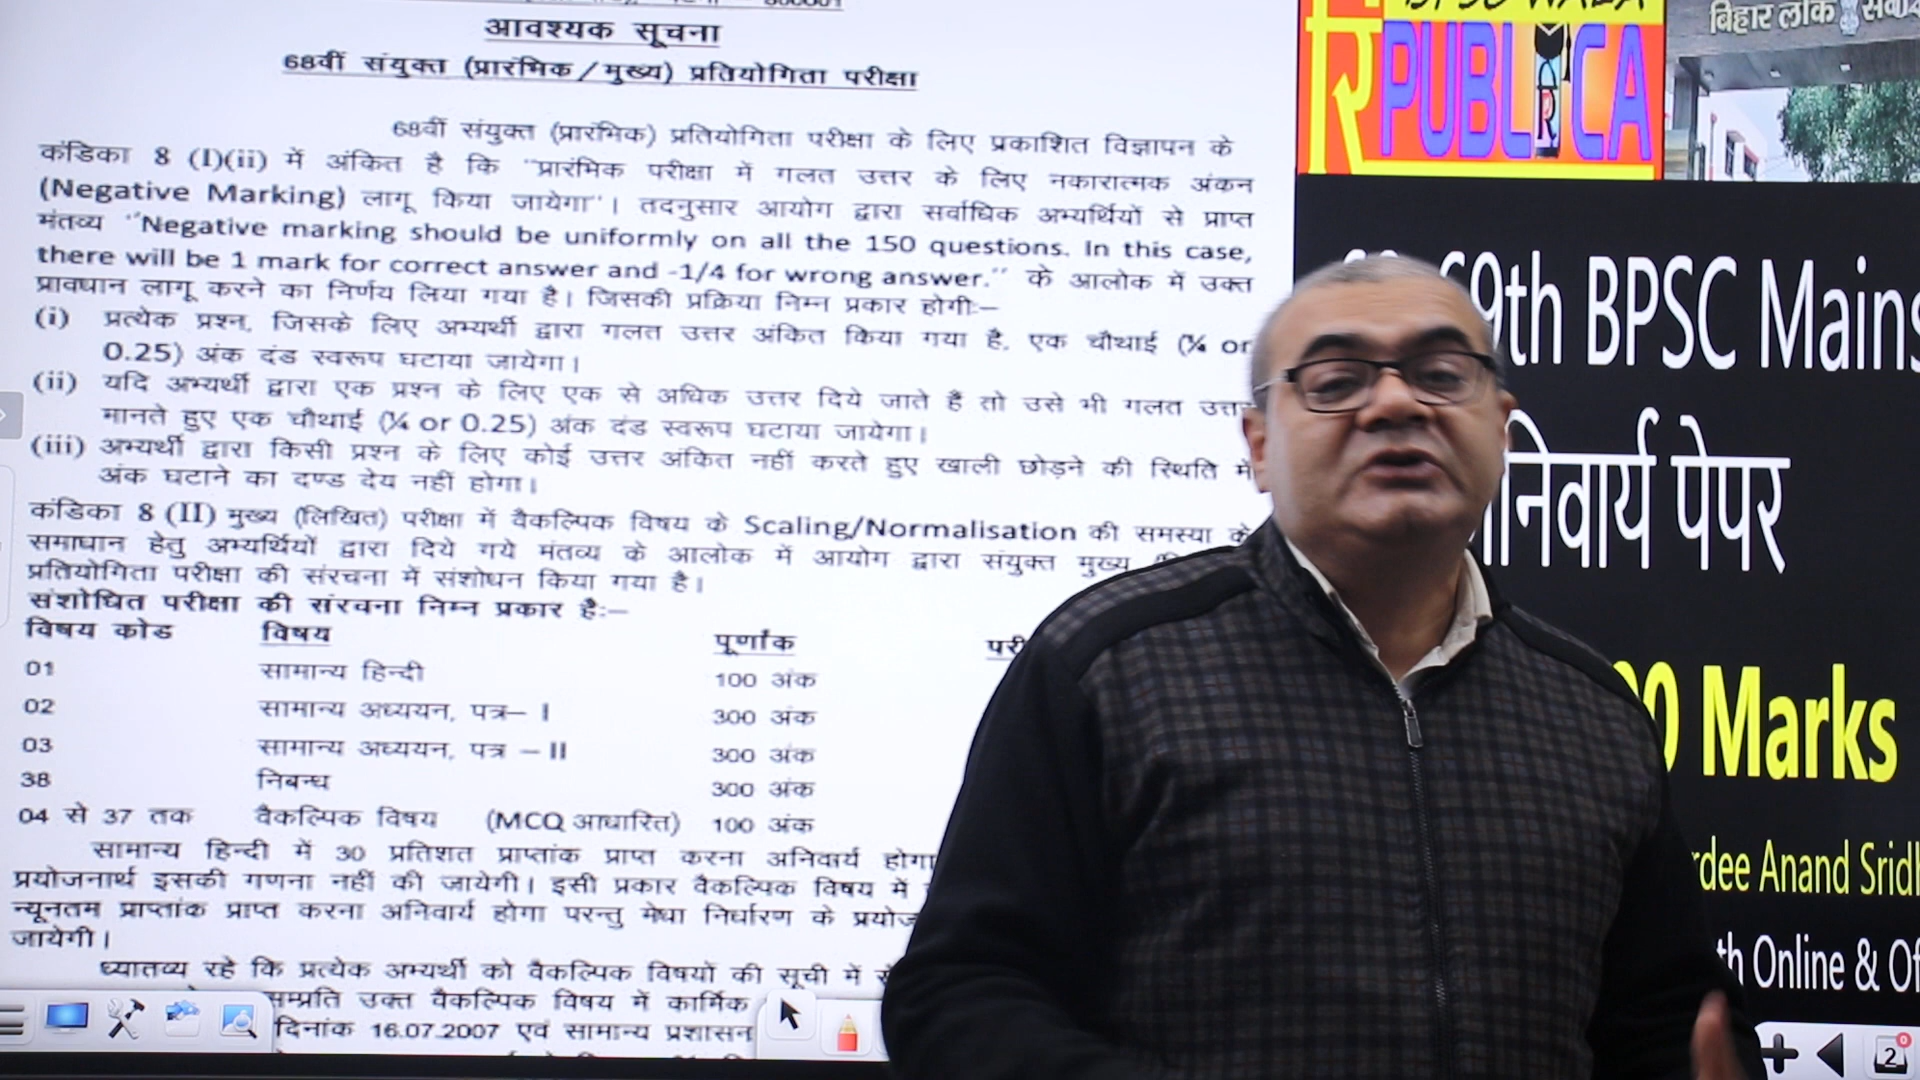 आवश्यक सूचना
68वीं संयुक्त (प्रारंभिक/मुख्य) प्रतियोगिता परीक्षा
68वीं संयुक्त (प्रारंभिक) प्रतियोगिता परीक्षा के लिए प्रकाशित विज्ञापन के
कंडिका 8 (I)(ii) में अंकित है कि "प्रारंभिक परीक्षा में गलत उत्तर के लिए नकारात्मक अंकन
(Negative Marking) लागू किया जायेगा"। तदनुसार आयोग द्वारा सर्वाधिक अभ्यर्थियों से प्राप्त
मंतव्य "Negative marking should be uniformly on all the 150 questions. In this case,
there will be 1 mark for correct answer and -1/4 for wrong answer." के आलोक में उक्त
प्रावधान लागू करने का निर्णय लिया गया है। जिसकी प्रक्रिया निम्न प्रकार होगी:—
(i) प्रत्येक प्रश्न, जिसके लिए अभ्यर्थी द्वारा गलत उत्तर अंकित किया गया है, एक चौथाई (¼ or
0.25) अंक दंड स्वरूप घटाया जायेगा।
(ii) यदि अभ्यर्थी द्वारा एक प्रश्न के लिए एक से अधिक उत्तर दिये जाते हैं तो उसे भी गलत उत्तर
मानते हुए एक चौथाई (¼ or 0.25) अंक दंड स्वरूप घटाया जायेगा।
(iii) अभ्यर्थी द्वारा किसी प्रश्न के लिए कोई उत्तर अंकित नहीं करते हुए खाली छोड़ने की स्थिति में
अंक घटाने का दण्ड देय नहीं होगा।
कंडिका 8 (II) मुख्य (लिखित) परीक्षा में वैकल्पिक विषय के Scaling/Normalisation की समस्या के
समाधान हेतु अभ्यर्थियों द्वारा दिये गये मंतव्य के आलोक में आयोग द्वारा संयुक्त मुख्य
प्रतियोगिता परीक्षा की संरचना में संशोधन किया गया है।
संशोधित परीक्षा की संरचना निम्न प्रकार है:—
विषय कोड विषय पूर्णांक परी
01 सामान्य हिन्दी 100 अंक
02 सामान्य अध्ययन, पत्र— I 300 अंक
03 सामान्य अध्ययन, पत्र — II 300 अंक
38 निबन्ध 300 अंक
04 से 37 तक वैकल्पिक विषय (MCQ आधारित) 100 अंक
सामान्य हिन्दी में 30 प्रतिशत प्राप्तांक प्राप्त करना अनिवार्य होगा
प्रयोजनार्थ इसकी गणना नहीं की जायेगी। इसी प्रकार वैकल्पिक विषय में
न्यूनतम प्राप्तांक प्राप्त करना अनिवार्य होगा परन्तु मेधा निर्धारण के प्रयोज
जायेगी।
ध्यातव्य रहे कि प्रत्येक अभ्यर्थी को वैकल्पिक विषयों की सूची में से
सम्प्रति उक्त वैकल्पिक विषय में कार्मिक
दिनांक 16.07.2007 एवं सामान्य प्रशासन
BPSC WALA
रि PUBLICA
बिहार लोक
69th BPSC Mains
निवार्य पेपर
00 Marks
rdee Anand Sridh
th Online & Of
2
0